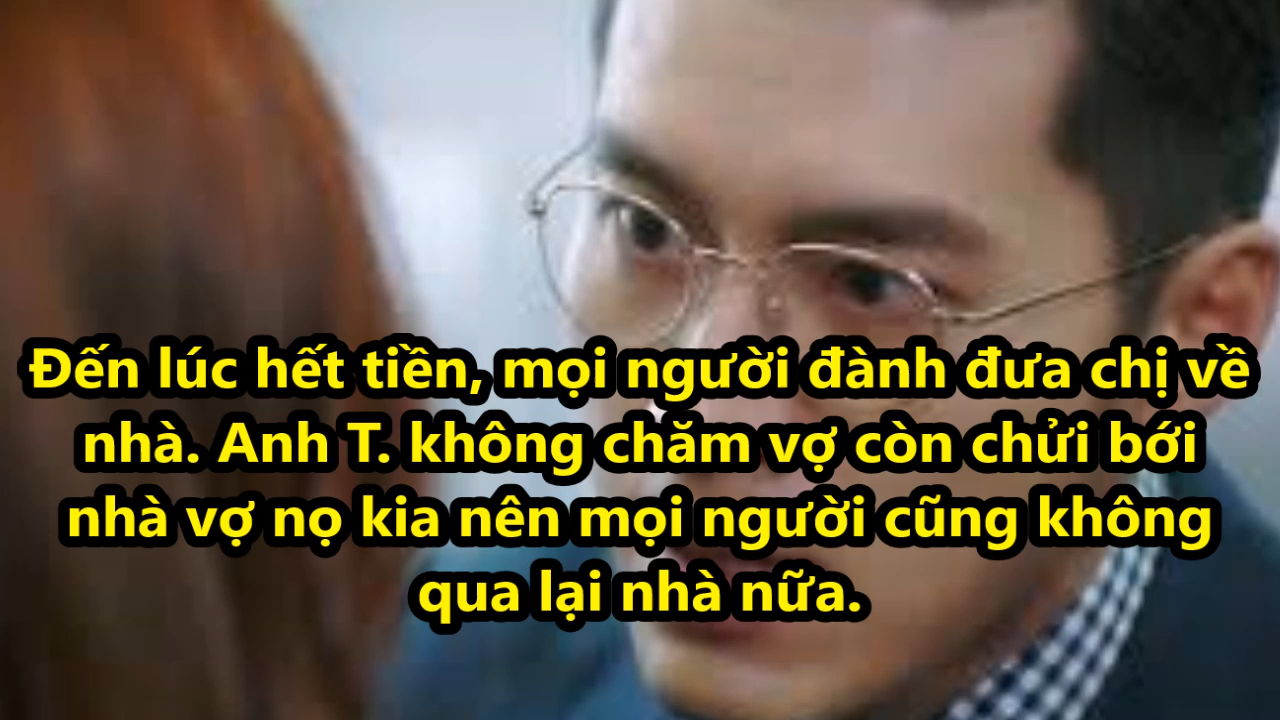 Đến lúc hết tiền, mọi người đành đưa chị về
nhà. Anh T. không chăm vợ còn chửi bới
nhà vợ nọ kia nên mọi người cũng không
qua lại nhà nữa.